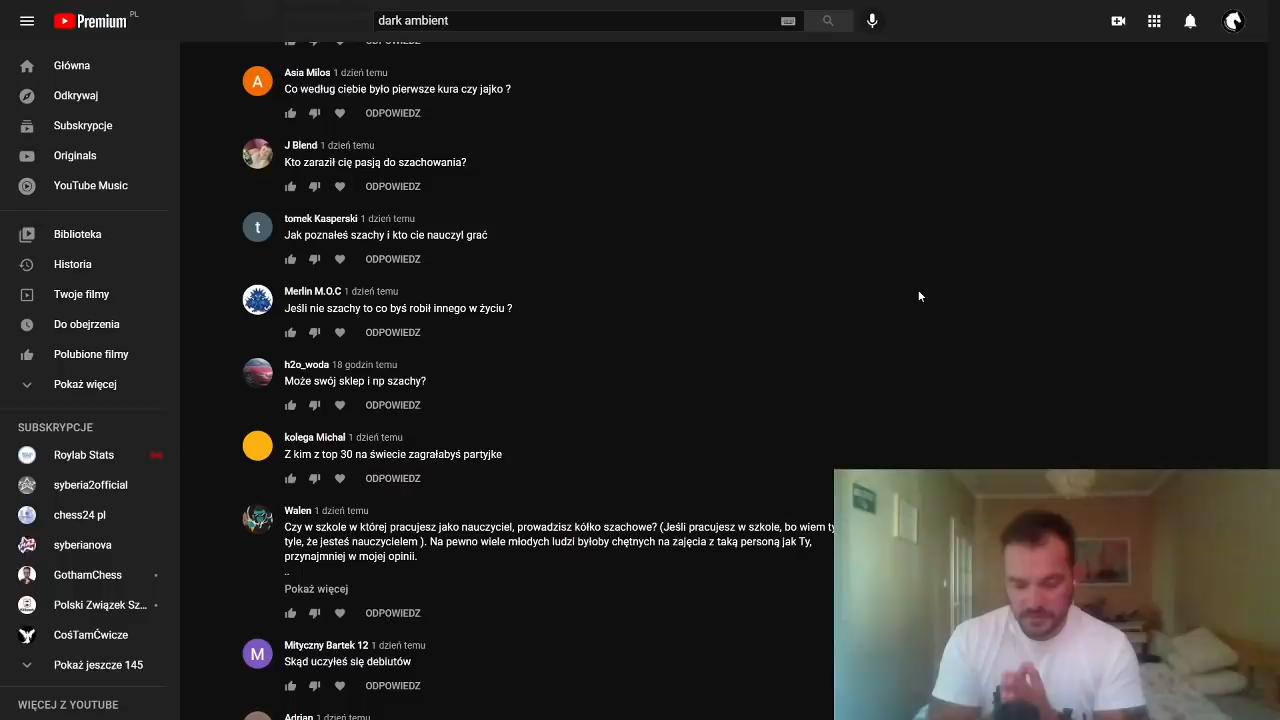 Premium PL
dark ambient
Główna
Odkrywaj
Subskrypcje
Originals
YouTube Music
Biblioteka
Historia
Twoje filmy
Do obejrzenia
Polubione filmy
Pokaż więcej
SUBSKRYPCJE
Roylab Stats
syberia2official
chess24 pl
syberianova
GothamChess
Polski Związek Sz...
CośTamĆwicze
Pokaż jeszcze 145
WIĘCEJ Z YOUTUBE
ODPOWIEDZ
A
Asia Milos 1 dzień temu
Co według ciebie było pierwsze kura czy jajko ?
ODPOWIEDZ
J Blend 1 dzień temu
Kto zaraził cię pasją do szachowania?
ODPOWIEDZ
t
tomek Kasperski 1 dzień temu
Jak poznałeś szachy i kto cie nauczyl grać
ODPOWIEDZ
Merlin M.O.C 1 dzień temu
Jeśli nie szachy to co byś robił innego w życiu ?
ODPOWIEDZ
h2o_woda 18 godzin temu
Może swój sklep i np szachy?
ODPOWIEDZ
kolega Michal 1 dzień temu
Z kim z top 30 na świecie zagrałabyś partyjke
ODPOWIEDZ
Walen 1 dzień temu
Czy w szkole w której pracujesz jako nauczyciel, prowadzisz kółko szachowe? (Jeśli pracujesz w szkole, bo wiem ty
tyle, że jesteś nauczycielem ). Na pewno wiele młodych ludzi byłoby chętnych na zajęcia z taką personą jak Ty,
przynajmniej w mojej opinii.
..
Pokaż więcej
ODPOWIEDZ
M
Mityczny Bartek 12 1 dzień temu
Skąd uczyłeś się debiutów
ODPOWIEDZ
Adrian 1 dzień temu